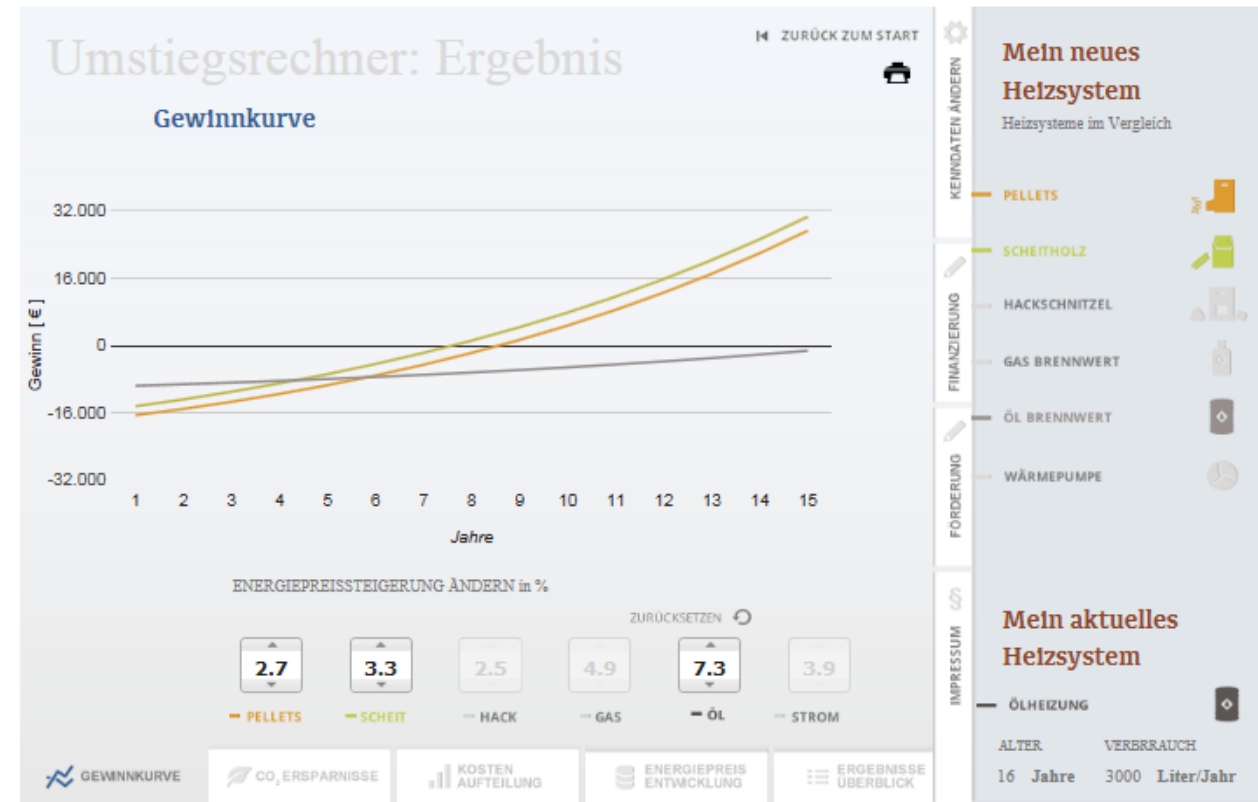 Umstiegsrechner: Ergebnis
ZURÜCK ZUM START
Gewinnkurve
32.000
16.000
0
-16.000
-32.000
Gewinn [ € ]
1 2 3 4 5 6 7 8 9 10 11 12 13 14 15
Jahre
ENERGIEPREISSTEIGERUNG ÄNDERN in %
ZURÜCKSETZEN
2.7 3.3 2.5 4.9 7.3 3.9
PELLETS SCHEIT HACK GAS ÖL STROM
GEWINNKURVE
CO₂ ERSPARNISSE
KOSTEN
AUFTEILUNG
ENERGIEPREIS
ENTWICKLUNG
ERGEBNISSE
ÜBERBLICK
KENNDATEN ÄNDERN
FINANZIERUNG
FÖRDERUNG
§ IMPRESSUM
Mein neues
Heizsystem
Heizsysteme im Vergleich
PELLETS
SCHEITHOLZ
HACKSCHNITZEL
GAS BRENNWERT
ÖL BRENNWERT
WÄRMEPUMPE
Mein aktuelles
Heizsystem
ÖLHEIZUNG
ALTER VERBRRAUCH
16 Jahre 3000 Liter/Jahr